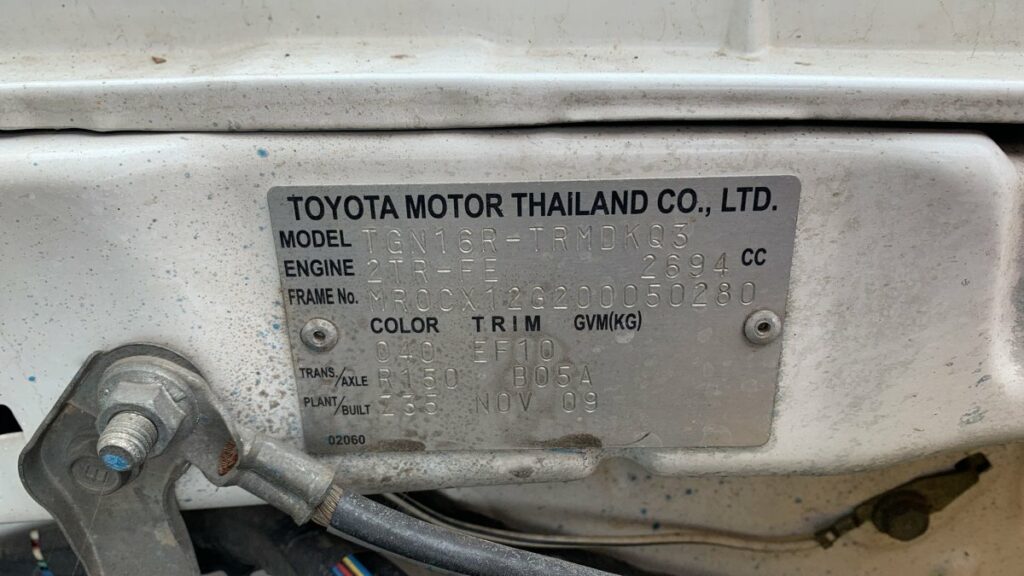 TOYOTA MOTOR THAILAND CO., LTD.
MODEL TGN16R-TRMDKQ3
ENGINE 2TR-FE 2694 CC
FRAME No. MR0CX12G200050280
COLOR TRIM GVM(KG)
040 EF10
TRANS./AXLE R150 B05A
PLANT/BUILT Z35 NOV 09
02060